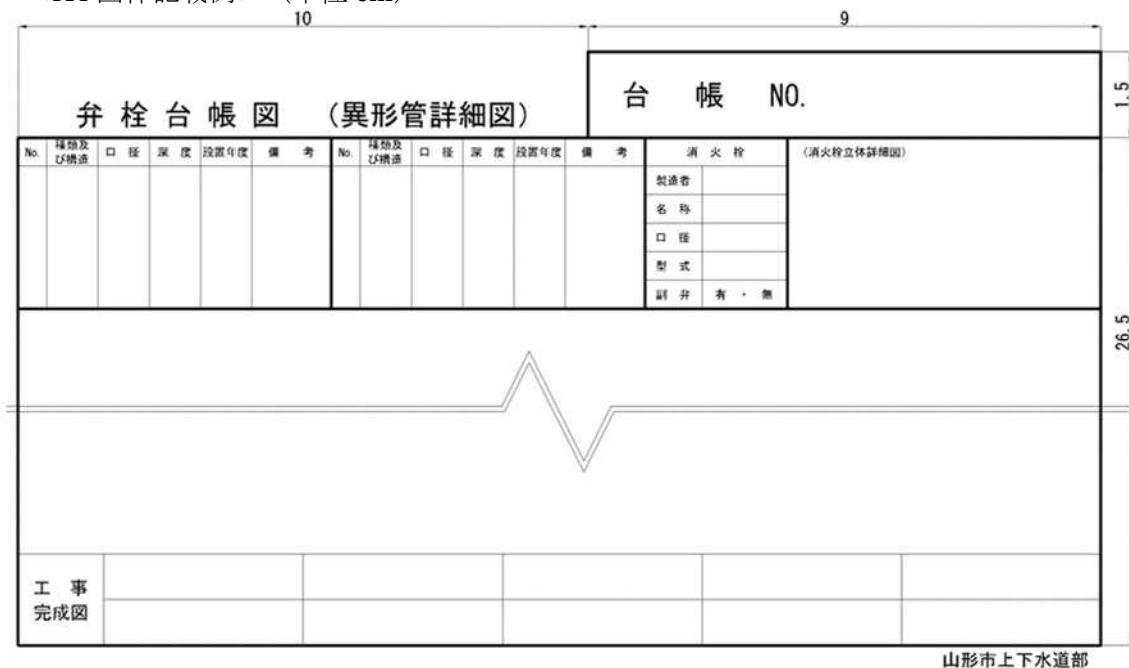 10
9
1.5
台 帳 NO.
弁 栓 台 帳 図 （異形管詳細図）
No. 種類及び構造 口 径 深 度 設置年度 備 考 No. 種類及び構造 口 径 深 度 設置年度 備 考 消 火 栓 （消火栓立体詳細図）
製造者
名 称
口 径
型 式
副 弁 有 ・ 無
26.5
工 事
完成図
山形市上下水道部